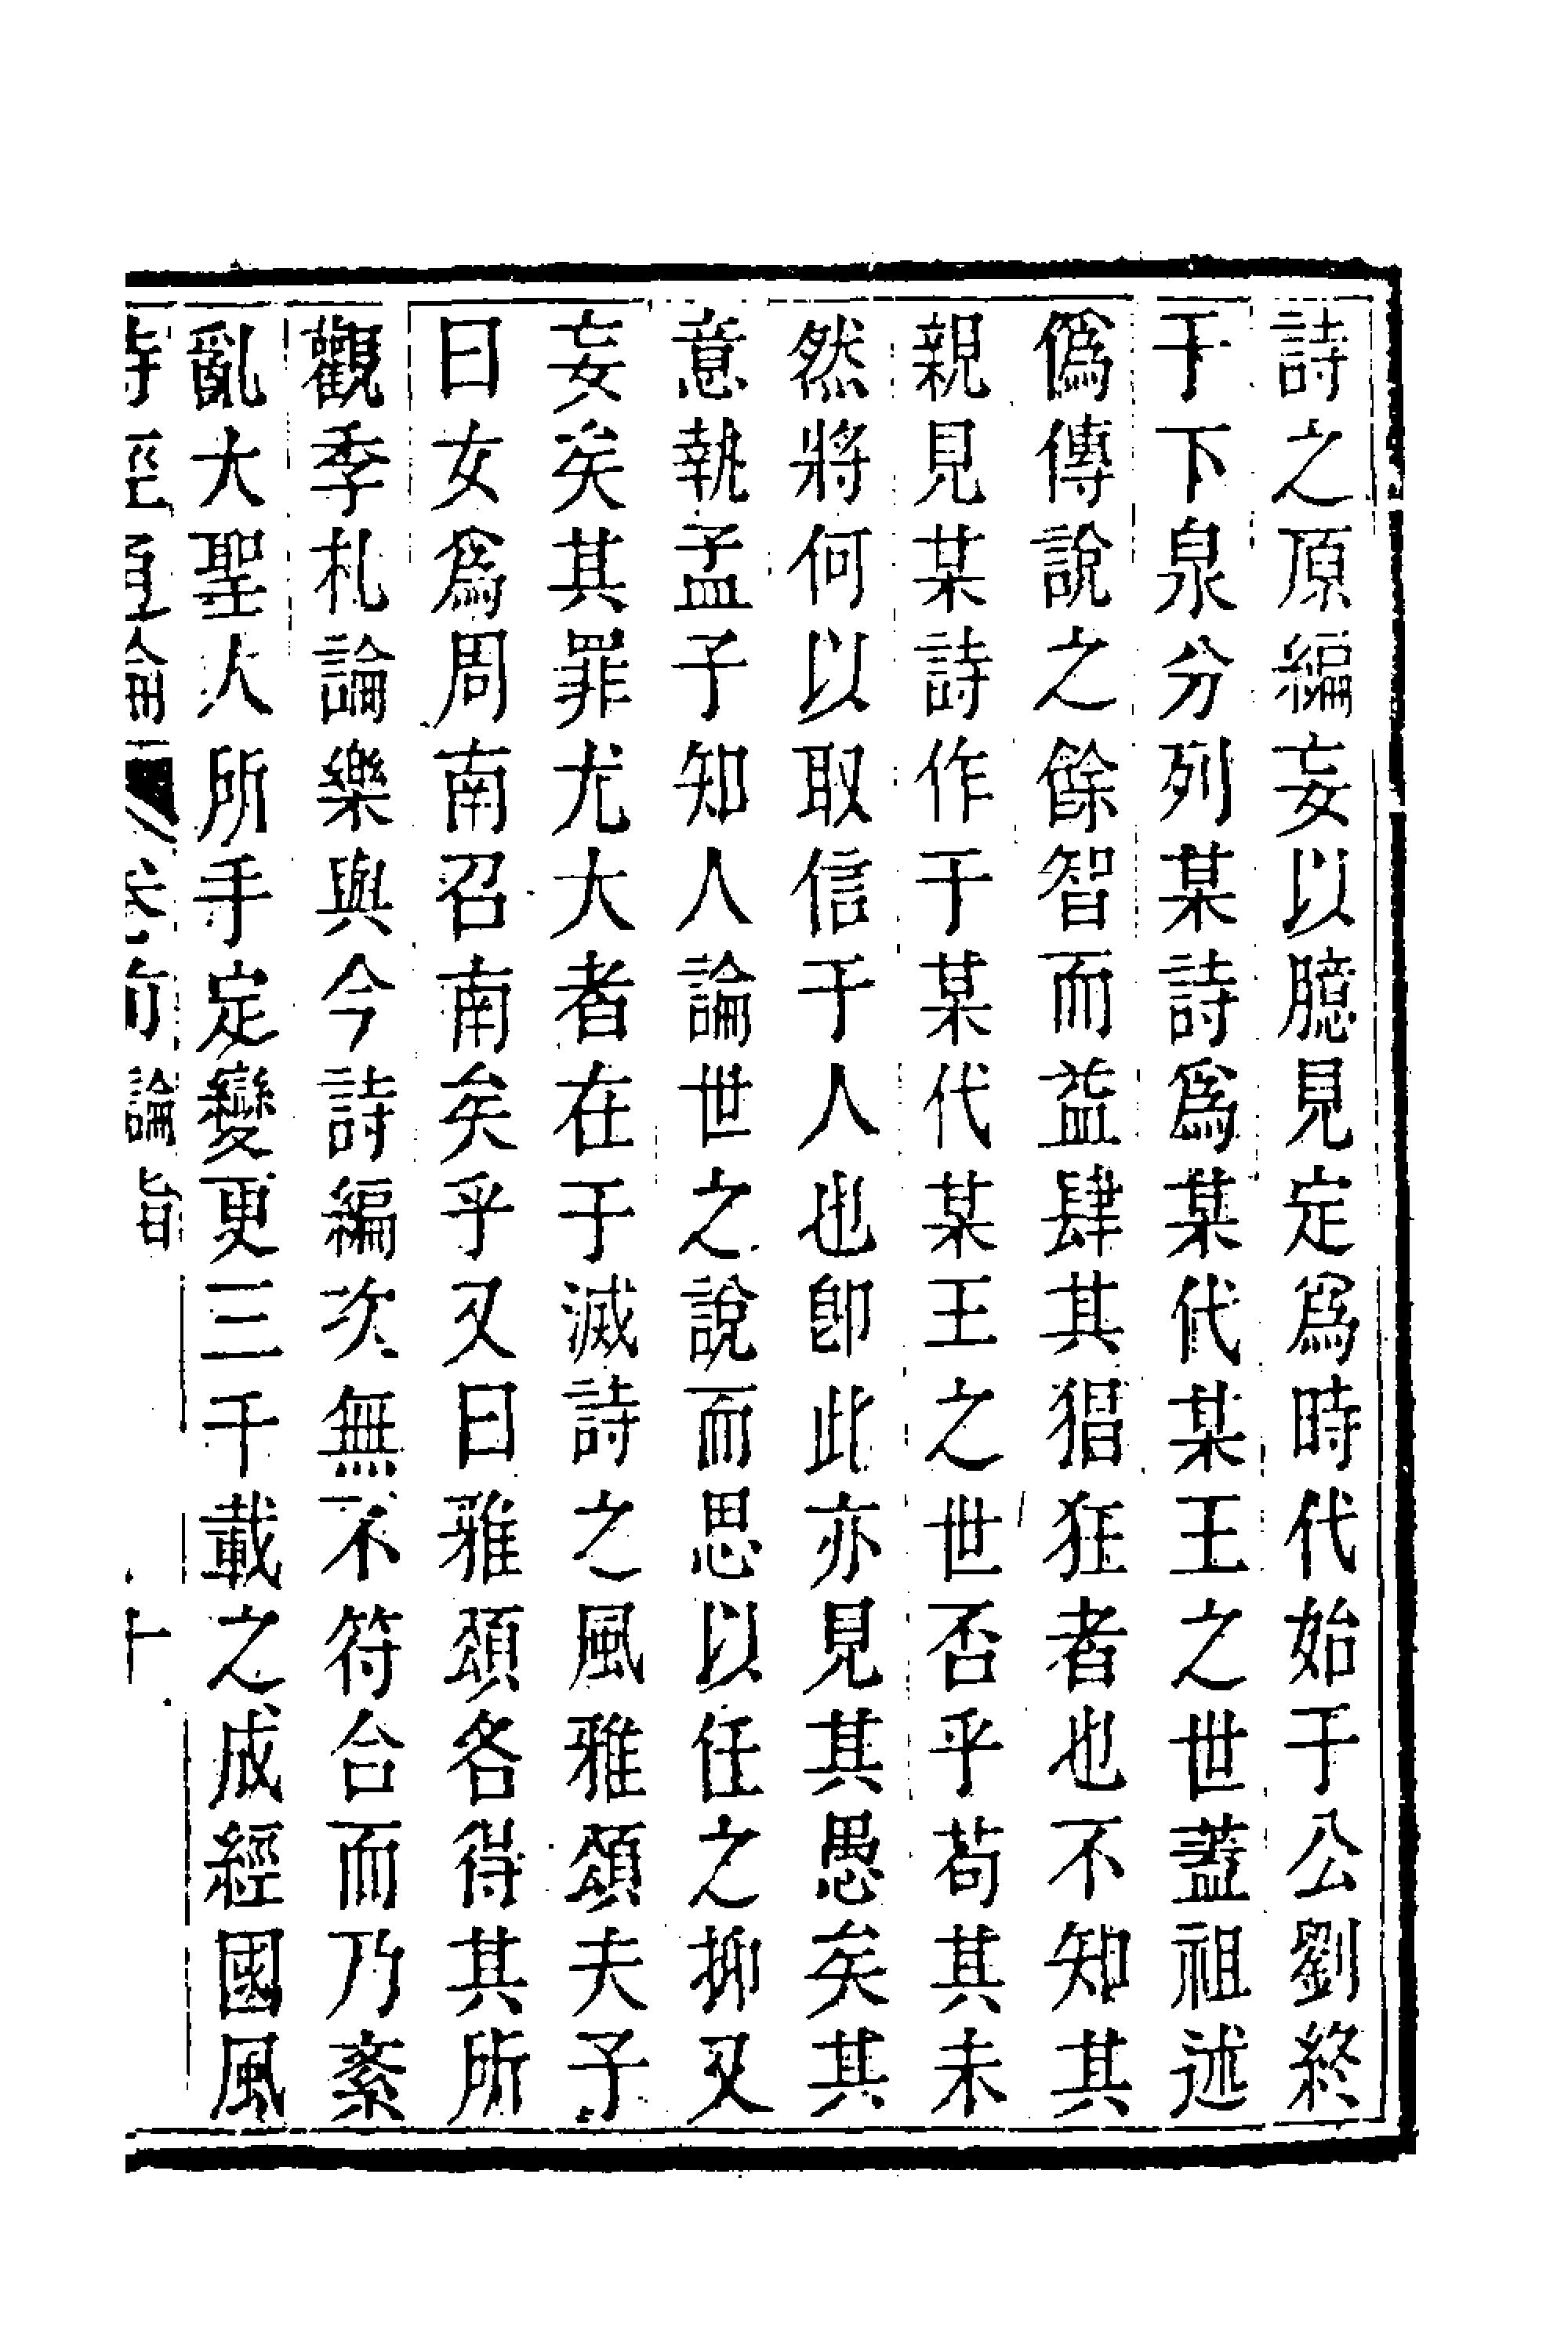 詩之原編妄以臆見定爲時代始于公劉終
于下泉分列某詩爲某代某王之世蓋祖述
僞傳說之餘智而益肆其猖狂者也不知其
親見某詩作于某代某王之世否乎苟其未
然將何以取信于人也卽此亦見其愚矣其
意執孟子知人論世之說而思以任之抑又
妄矣其罪尤大者在于滅詩之風雅頌夫子
曰女爲周南召南矣乎又曰雅頌各得其所
觀季札論樂與今詩編次無不符合而乃紊
亂大聖人所手定變更三千載之成經國風
詩經通論 卷前 論旨 十